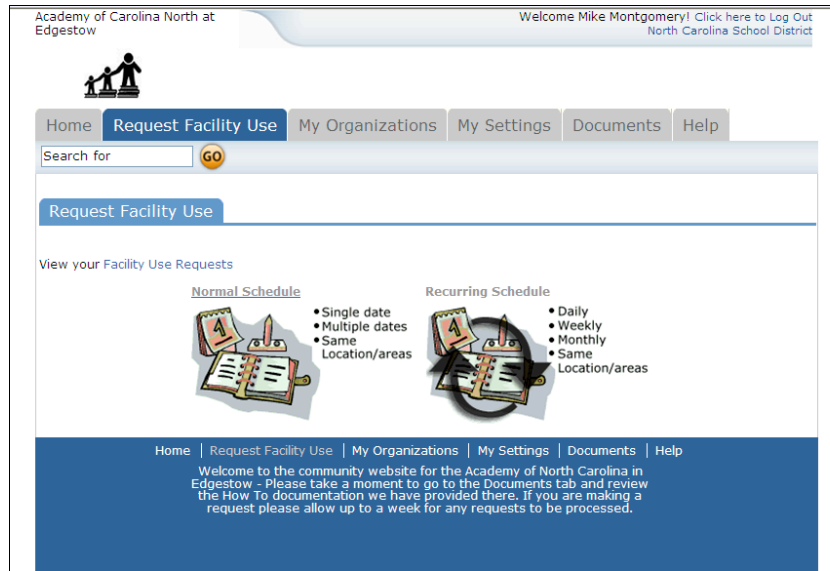 Academy of Carolina North at
Edgestow
Welcome Mike Montgomery! Click here to Log Out
North Carolina School District
Home Request Facility Use My Organizations My Settings Documents Help
Search for GO
Request Facility Use
View your Facility Use Requests
Normal Schedule
•Single date
•Multiple dates
•Same
Location/areas
Recurring Schedule
•Daily
•Weekly
•Monthly
•Same
Location/areas
Home | Request Facility Use | My Organizations | My Settings | Documents | Help
Welcome to the community website for the Academy of North Carolina in
Edgestow - Please take a moment to go to the Documents tab and review
the How To documentation we have provided there. If you are making a
request please allow up to a week for any requests to be processed.